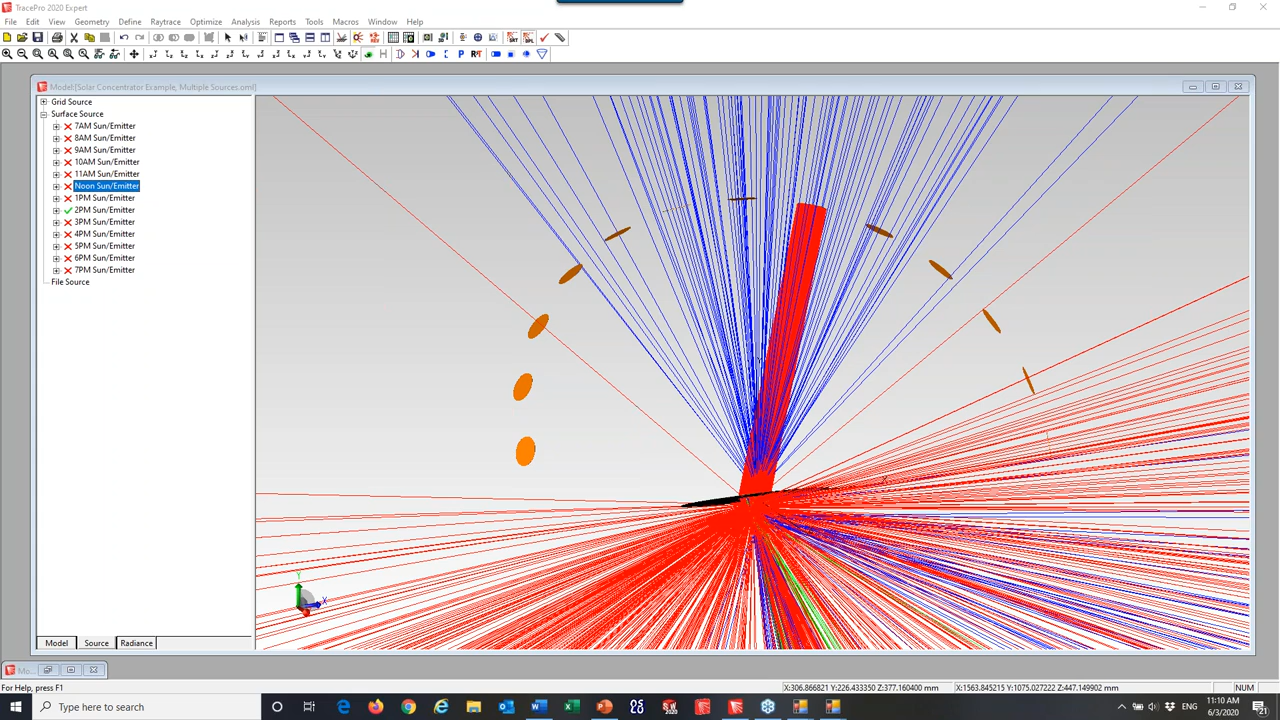 TracePro 2020 Expert
File Edit View Geometry Define Raytrace Optimize Analysis Reports Tools Macros Window Help
Model:[Solar Concentrator Example, Multiple Sources.oml]
Grid Source
Surface Source
7AM Sun/Emitter
8AM Sun/Emitter
9AM Sun/Emitter
10AM Sun/Emitter
11AM Sun/Emitter
Noon Sun/Emitter
1PM Sun/Emitter
2PM Sun/Emitter
3PM Sun/Emitter
4PM Sun/Emitter
5PM Sun/Emitter
6PM Sun/Emitter
7PM Sun/Emitter
File Source
Y
X
Model Source Radiance
Mo...
For Help, press F1
X:306.866821 Y:226.433350 Z:377.160400 mm
X:1563.845215 Y:1075.027222 Z:447.149902 mm
NUM
Type here to search
11:10 AM
6/3/2020